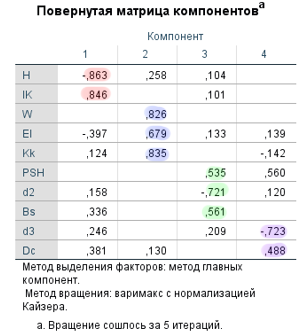 Повернутая матрица компонентовa
Компонент
1 2 3 4
H -,863 ,258 ,104
IK ,846 ,101
W ,826
EI -,397 ,679 ,133 ,139
Kk ,124 ,835 -,142
PSH ,535 ,560
d2 ,158 -,721 ,120
Bs ,336 ,561
d3 ,246 ,209 -,723
Dc ,381 ,130 ,488
Метод выделения факторов: метод главных
компонент.
Метод вращения: варимакс с нормализацией
Кайзера.
a. Вращение сошлось за 5 итераций.